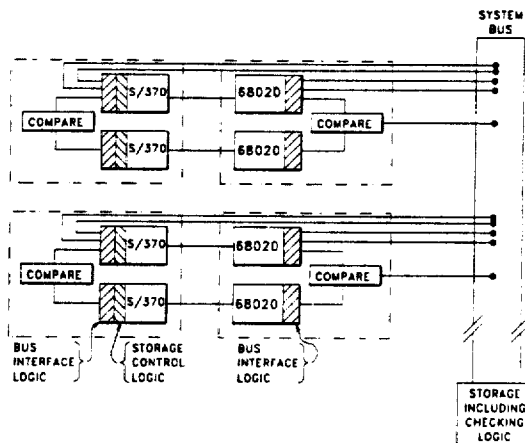 SYSTEM
BUS
S/370
68020
COMPARE
COMPARE
S/370
68020
S/370
68020
COMPARE
COMPARE
S/370
68020
BUS
INTERFACE
LOGIC
STORAGE
CONTROL
LOGIC
BUS
INTERFACE
LOGIC
STORAGE
INCLUDING
CHECKING
LOGIC